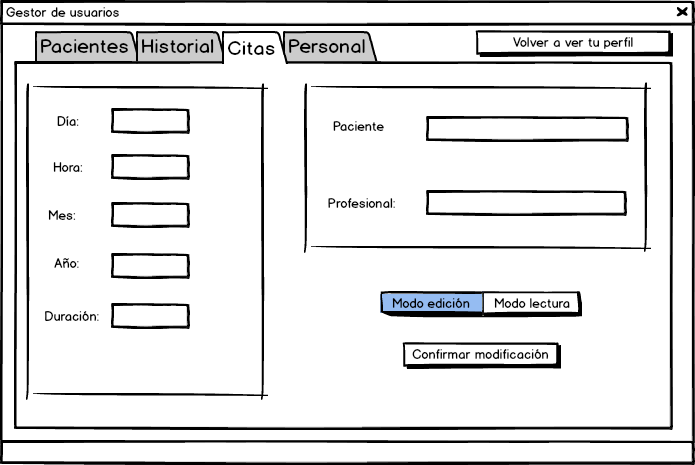 Gestor de usuarios
Pacientes Historial Citas Personal Volver a ver tu perfil
Día:
Hora:
Mes:
Año:
Duración:
Paciente
Profesional:
Modo edición Modo lectura
Confirmar modificación